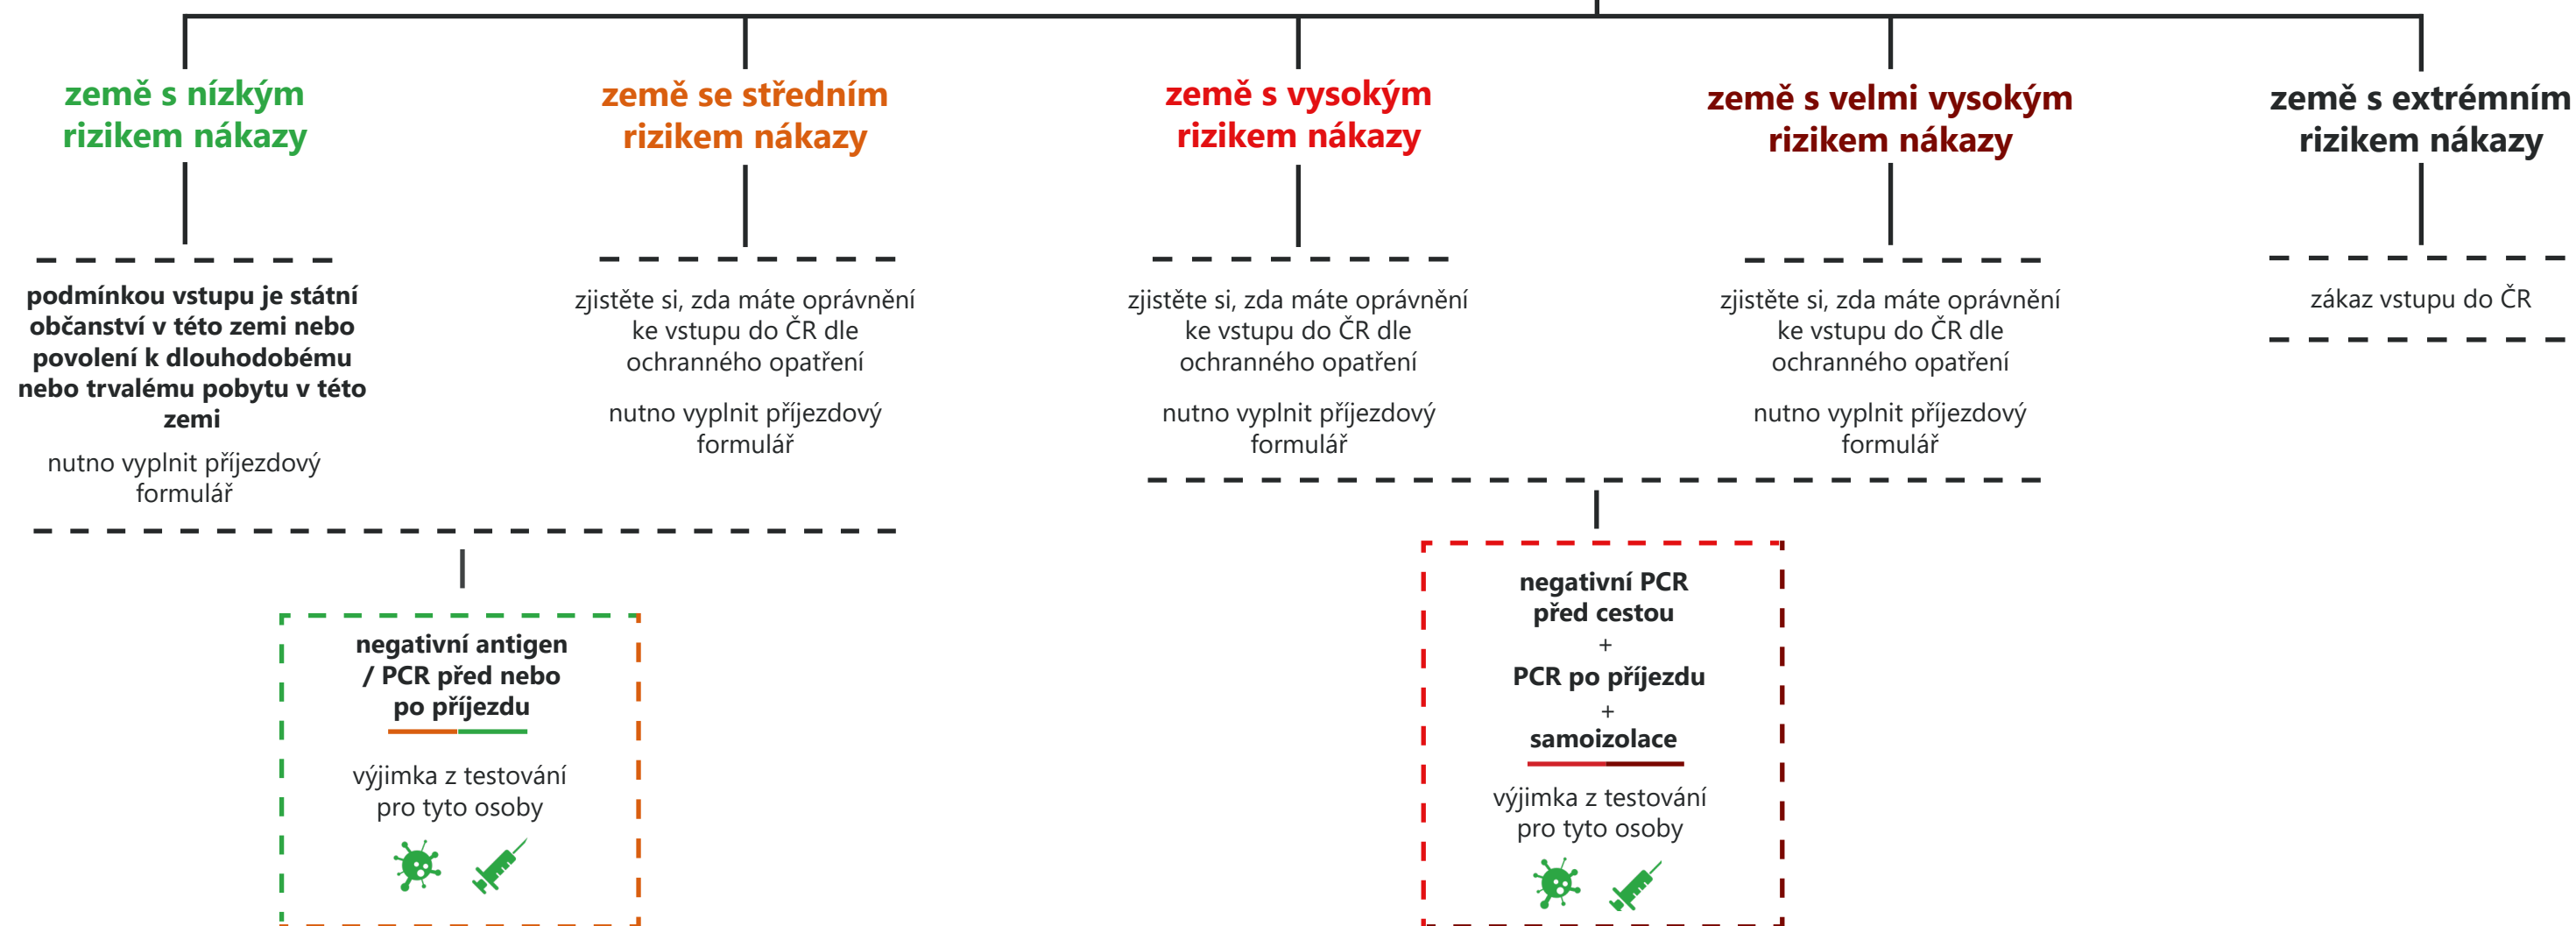 země s nízkým
rizikem nákazy
země se středním
rizikem nákazy
země s vysokým
rizikem nákazy
země s velmi vysokým
rizikem nákazy
země s extrémním
rizikem nákazy
podmínkou vstupu je státní
občanství v této zemi nebo
povolení k dlouhodobému
nebo trvalému pobytu v této
zemi
nutno vyplnit příjezdový
formulář
zjistěte si, zda máte oprávnění
ke vstupu do ČR dle
ochranného opatření
nutno vyplnit příjezdový
formulář
zjistěte si, zda máte oprávnění
ke vstupu do ČR dle
ochranného opatření
nutno vyplnit příjezdový
formulář
zjistěte si, zda máte oprávnění
ke vstupu do ČR dle
ochranného opatření
nutno vyplnit příjezdový
formulář
zákaz vstupu do ČR
negativní antigen
/ PCR před nebo
po příjezdu
výjimka z testování
pro tyto osoby
negativní PCR
před cestou
+
PCR po příjezdu
+
samoizolace
výjimka z testování
pro tyto osoby